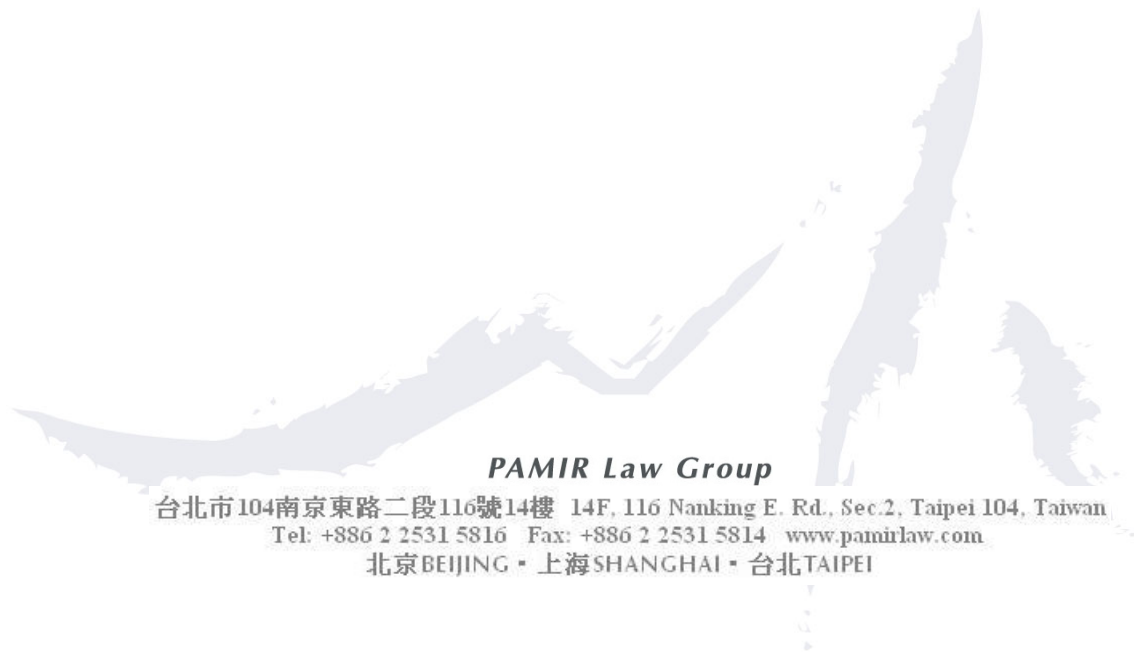 PAMIR Law Group
台北市104南京東路二段116號14樓 14F, 116 Nanking E. Rd., Sec.2, Taipei 104, Taiwan
Tel: +886 2 2531 5816 Fax: +886 2 2531 5814 www.pamirlaw.com
北京BEIJING ▪ 上海SHANGHAI ▪ 台北TAIPEI